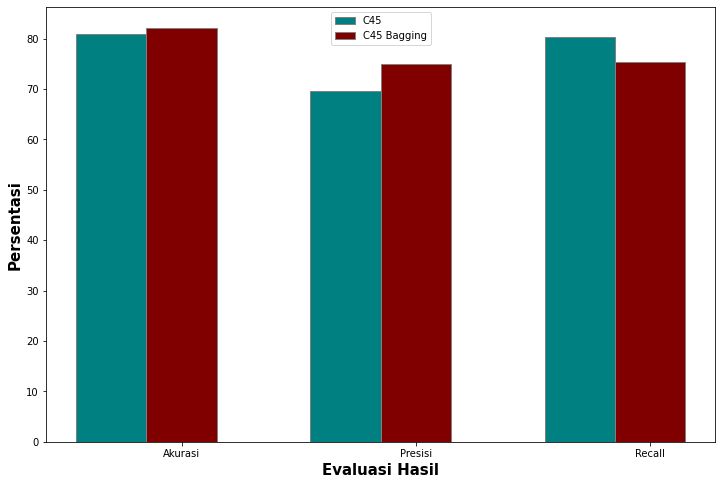 C45
C45 Bagging
Persentasi
80
70
60
50
40
30
20
10
0
Akurasi
Presisi
Recall
Evaluasi Hasil